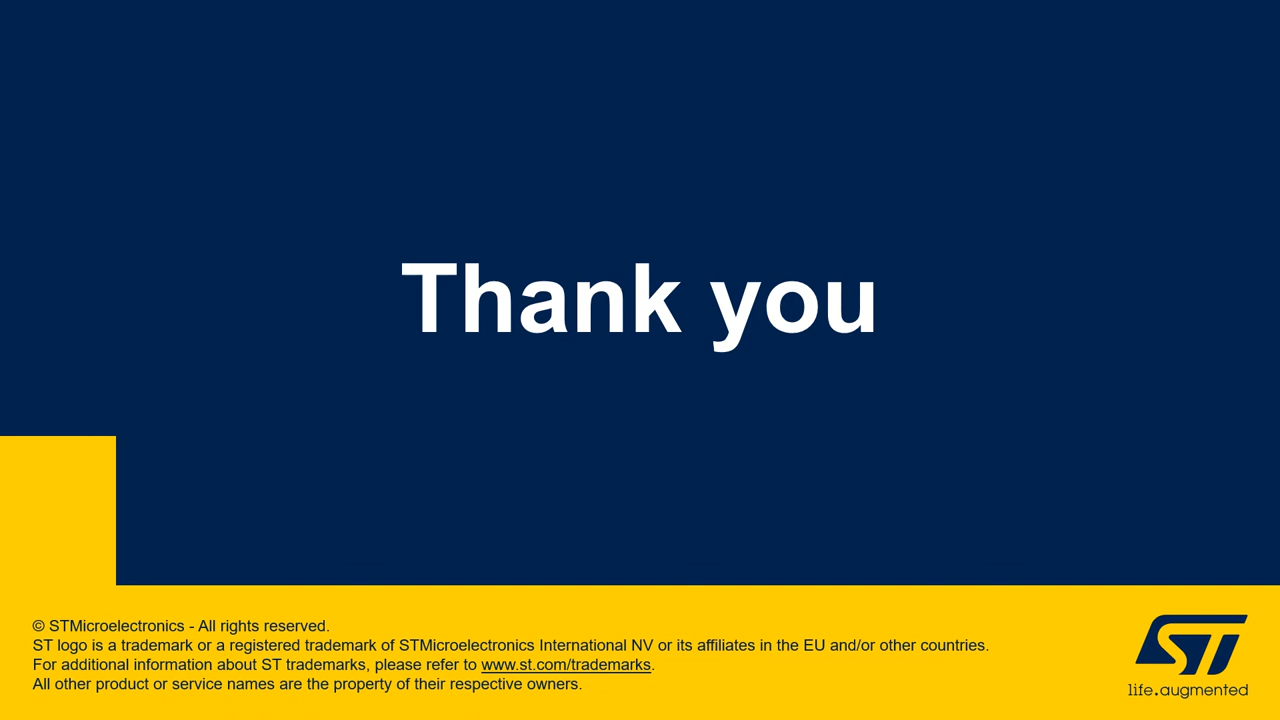 Thank you
© STMicroelectronics - All rights reserved.
ST logo is a trademark or a registered trademark of STMicroelectronics International NV or its affiliates in the EU and/or other countries.
For additional information about ST trademarks, please refer to www.st.com/trademarks.
All other product or service names are the property of their respective owners.
ST
life.augmented